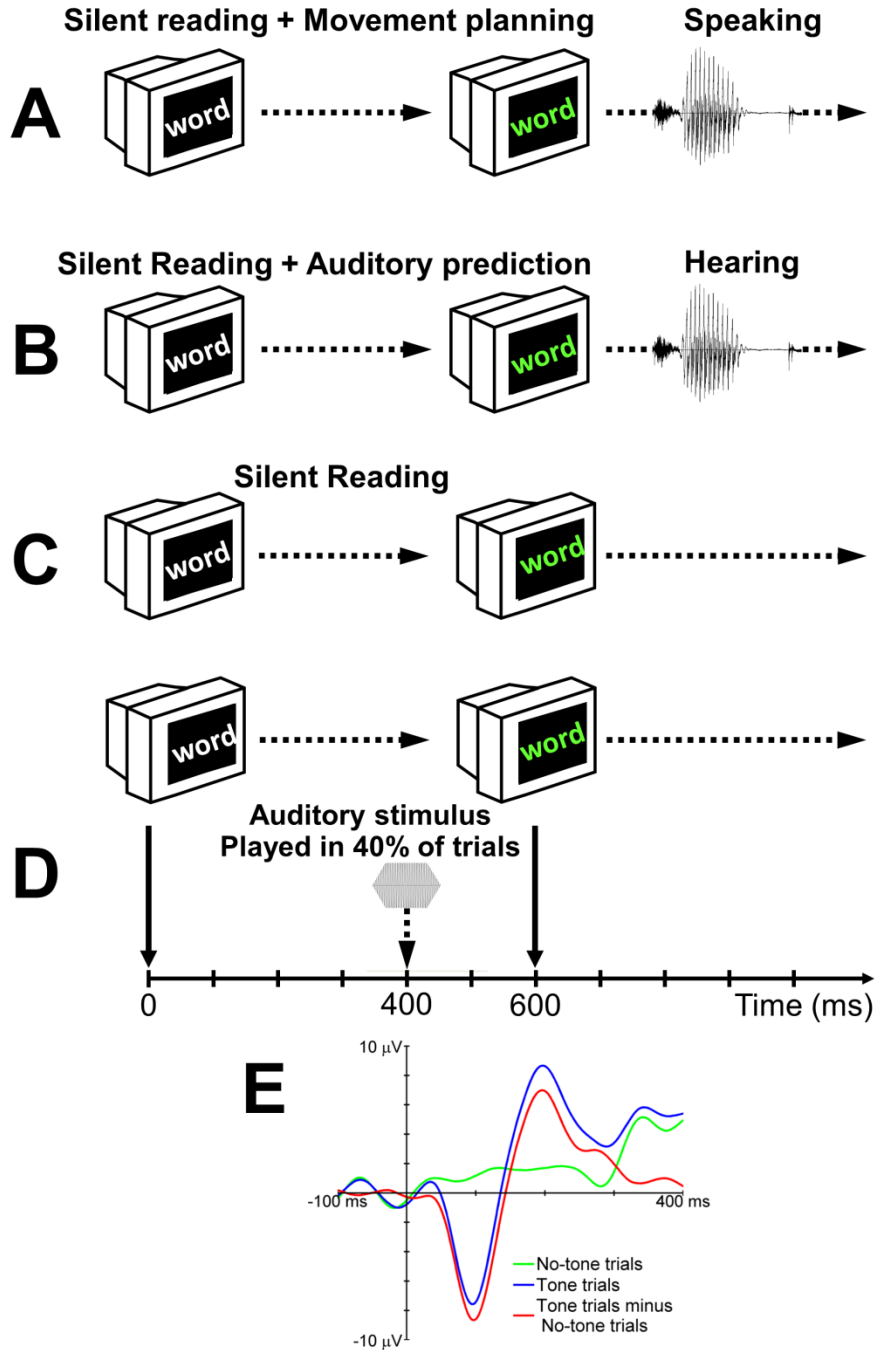 Silent reading + Movement planning Speaking
A word word
Silent Reading + Auditory prediction Hearing
B word word
Silent Reading
C word word
word word
Auditory stimulus
Played in 40% of trials
D
0 400 600 Time (ms)
E
10 μV
-100 ms 400 ms
No-tone trials
Tone trials
Tone trials minus
No-tone trials
-10 μV